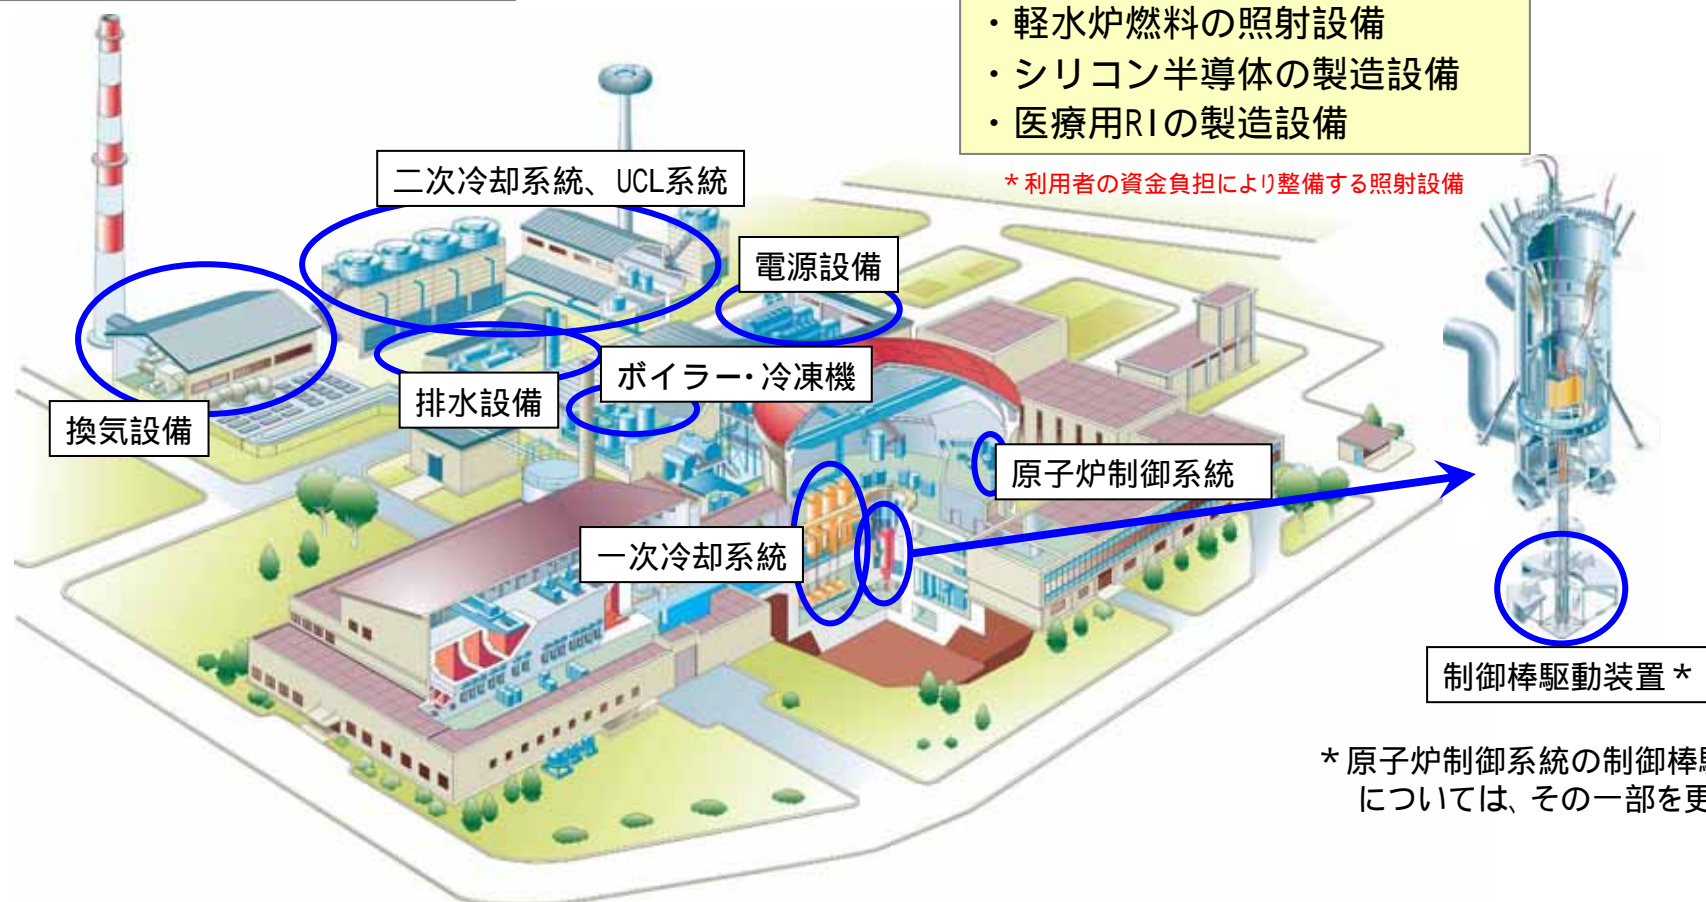 ・軽水炉燃料の照射設備
・シリコン半導体の製造設備
・医療用RIの製造設備
*利用者の資金負担により整備する照射設備
二次冷却系統、UCL系統
電源設備
ボイラー・冷凍機
排水設備
換気設備
原子炉制御系統
一次冷却系統
制御棒駆動装置*
*原子炉制御系統の制御棒駆
については、その一部を更